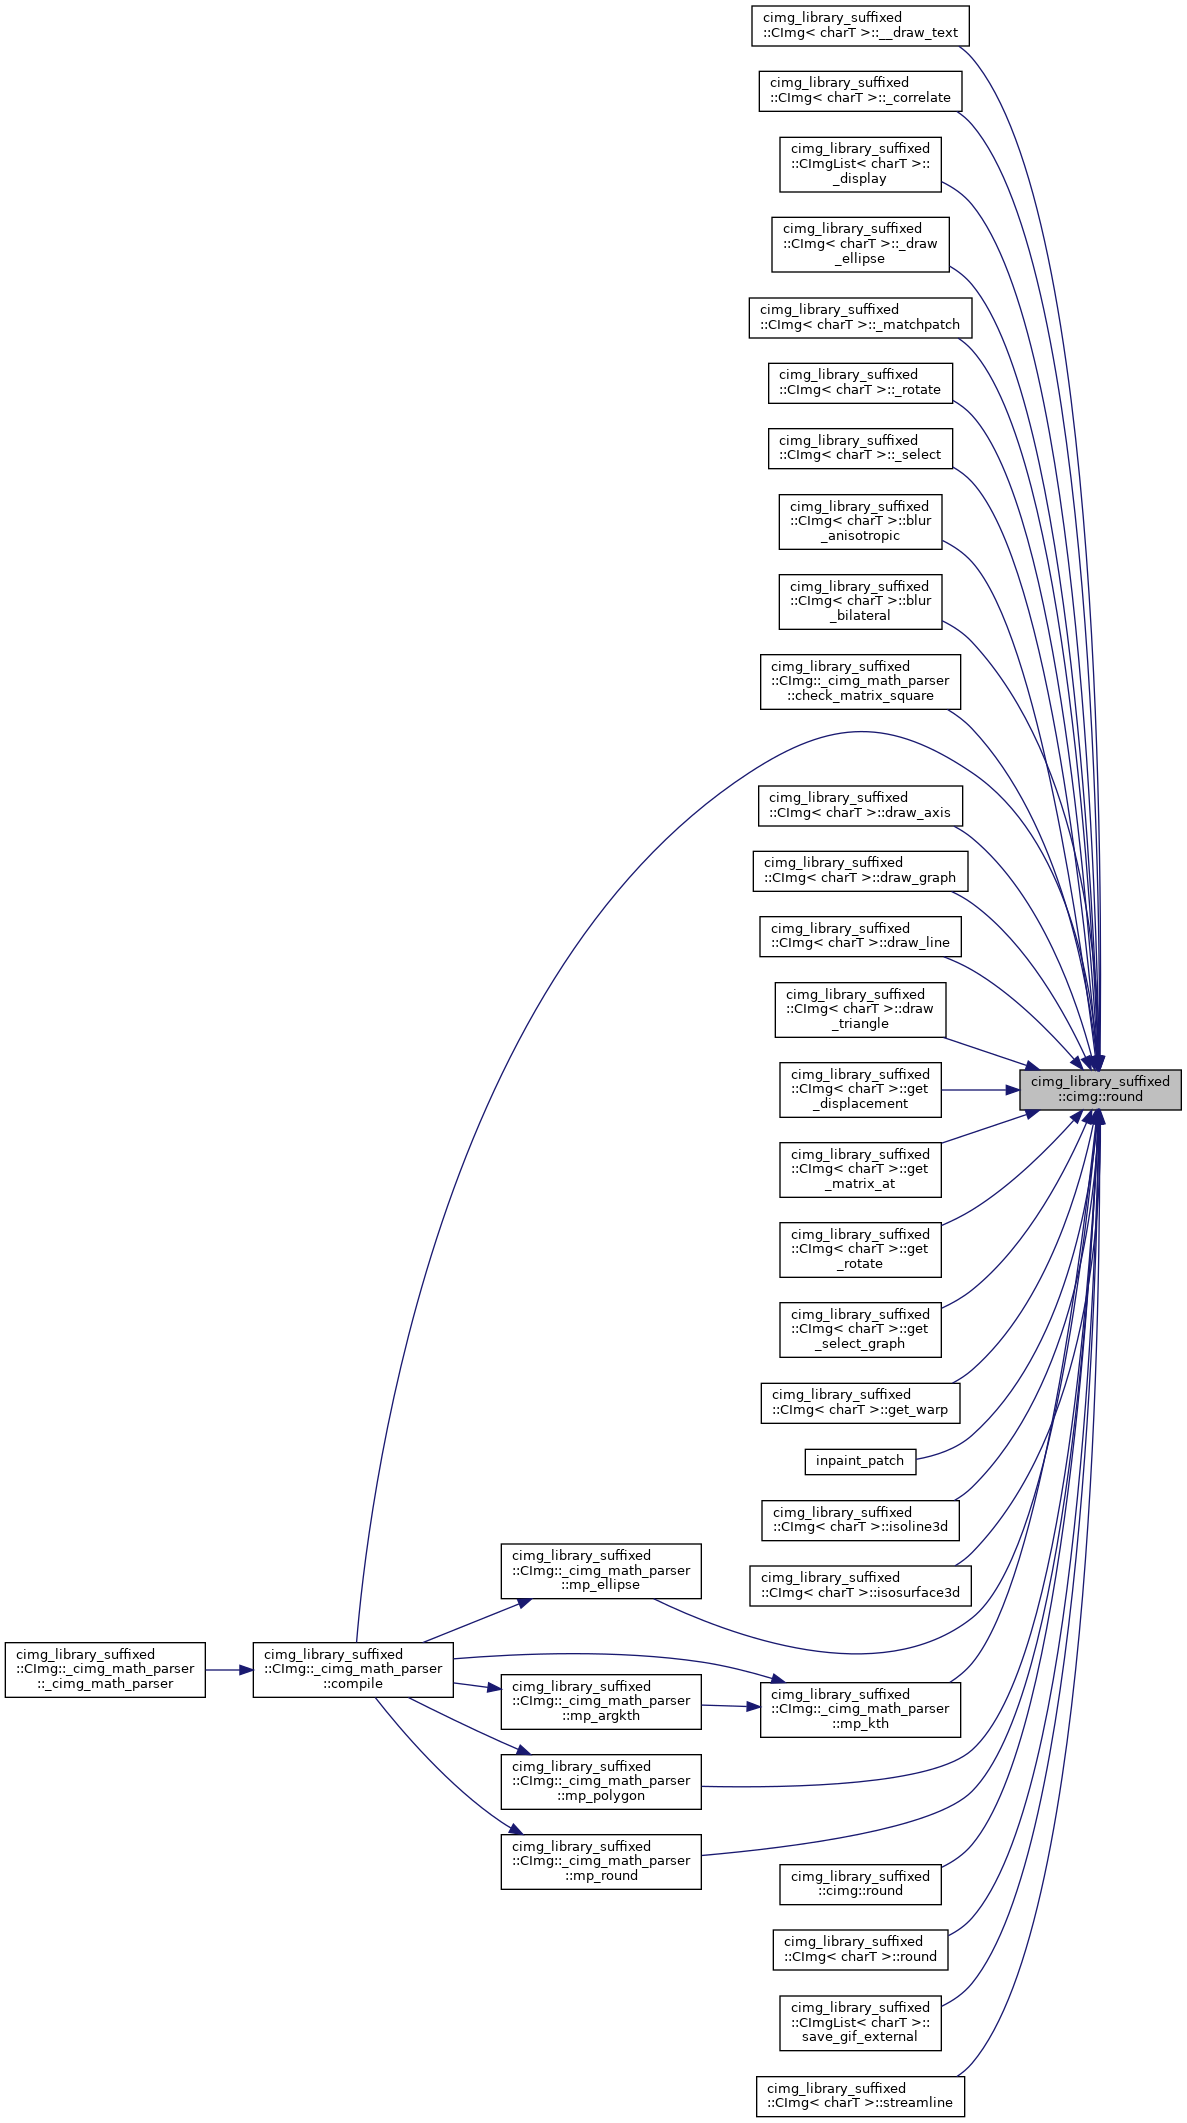 cimg_library_suffixed
::CImg< charT >::__draw_text
cimg_library_suffixed
::CImg< charT >::_correlate
cimg_library_suffixed
::CImgList< charT >::
_display
cimg_library_suffixed
::CImg< charT >::_draw
_ellipse
cimg_library_suffixed
::CImg< charT >::_matchpatch
cimg_library_suffixed
::CImg< charT >::_rotate
cimg_library_suffixed
::CImg< charT >::_select
cimg_library_suffixed
::CImg< charT >::blur
_anisotropic
cimg_library_suffixed
::CImg< charT >::blur
_bilateral
cimg_library_suffixed
::CImg::_cimg_math_parser
::check_matrix_square
cimg_library_suffixed
::CImg< charT >::draw_axis
cimg_library_suffixed
::CImg< charT >::draw_graph
cimg_library_suffixed
::CImg< charT >::draw_line
cimg_library_suffixed
::CImg< charT >::draw
_triangle
cimg_library_suffixed
::CImg< charT >::get
_displacement
cimg_library_suffixed
::cimg::round
cimg_library_suffixed
::CImg< charT >::get
_matrix_at
cimg_library_suffixed
::CImg< charT >::get
_rotate
cimg_library_suffixed
::CImg< charT >::get
_select_graph
cimg_library_suffixed
::CImg< charT >::get_warp
inpaint_patch
cimg_library_suffixed
::CImg< charT >::isoline3d
cimg_library_suffixed
::CImg< charT >::isosurface3d
cimg_library_suffixed
::CImg::_cimg_math_parser
::mp_ellipse
cimg_library_suffixed
::CImg::_cimg_math_parser
::_cimg_math_parser
cimg_library_suffixed
::CImg::_cimg_math_parser
::compile
cimg_library_suffixed
::CImg::_cimg_math_parser
::mp_argkth
cimg_library_suffixed
::CImg::_cimg_math_parser
::mp_kth
cimg_library_suffixed
::CImg::_cimg_math_parser
::mp_polygon
cimg_library_suffixed
::CImg::_cimg_math_parser
::mp_round
cimg_library_suffixed
::cimg::round
cimg_library_suffixed
::CImg< charT >::round
cimg_library_suffixed
::CImgList< charT >::
save_gif_external
cimg_library_suffixed
::CImg< charT >::streamline